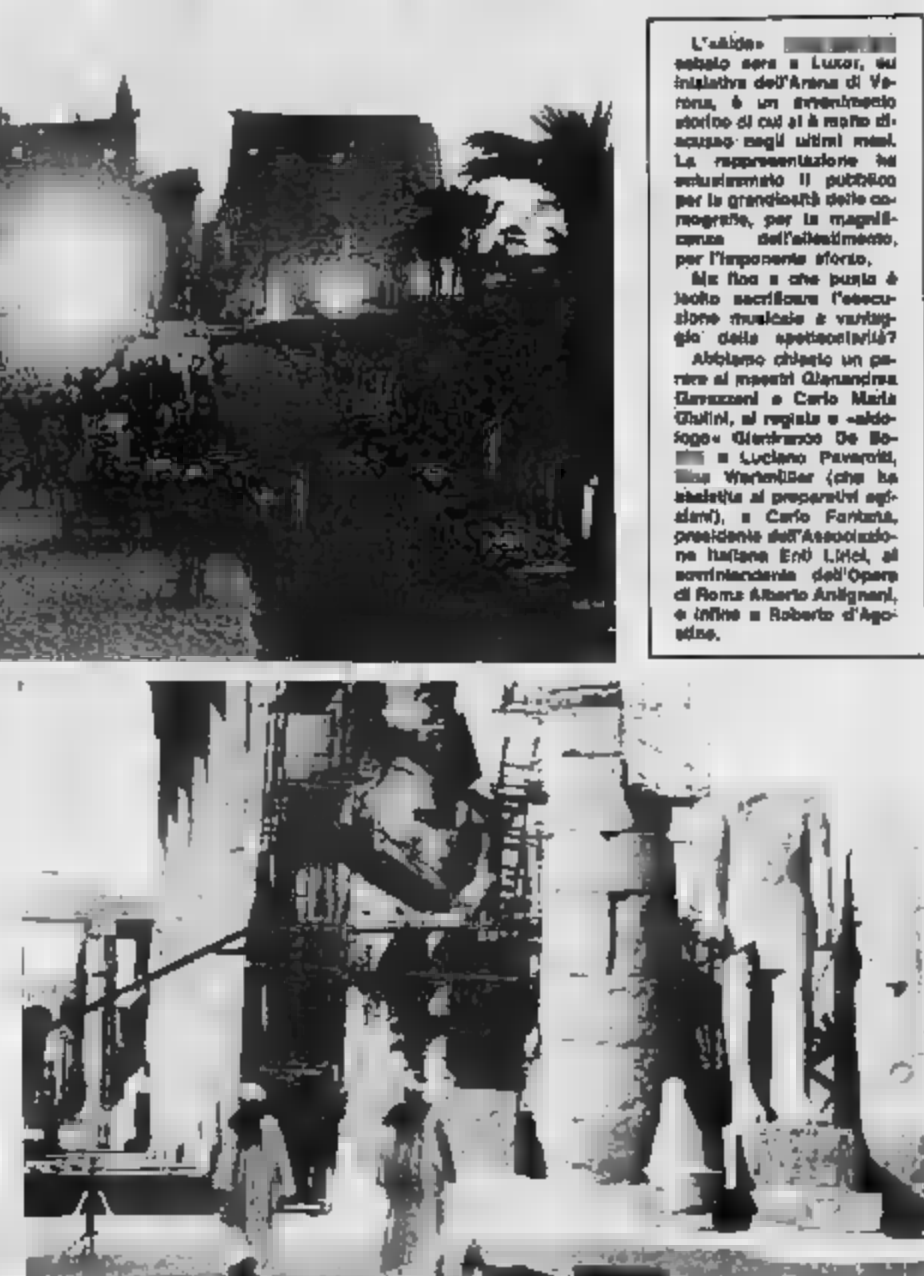 L'«Aida»
sabato sera a Luxor, su
iniziativa dell'Arena di Ve-
rona, è un avvenimento
storico di cui si è molto di-
scusso negli ultimi mesi.
La rappresentazione ha
entusiasmato il pubblico
per la grandiosità delle co-
reografie, per la magnifi-
cenza dell'allestimento,
per l'imponente sforzo.
Ma fino a che punto è
lecito sacrificare l'esecu-
zione musicale a vantag-
gio della spettacolarità?
Abbiamo chiesto un pa-
rere ai maestri Gianandrea
Gavazzeni e Carlo Maria
Giulini, al regista e «aido-
logo» Gianfranco De Bo-
a Luciano Pavarotti,
Wertmüller (che ha
assistito ai preparativi egi-
ziani), a Carlo Fontana,
presidente dell'Associazio-
ne Italiana Enti Lirici, al
sovrintendente dell'Opera
di Roma Alberto Antignani,
e infine a Roberto d'Ago-
stino.